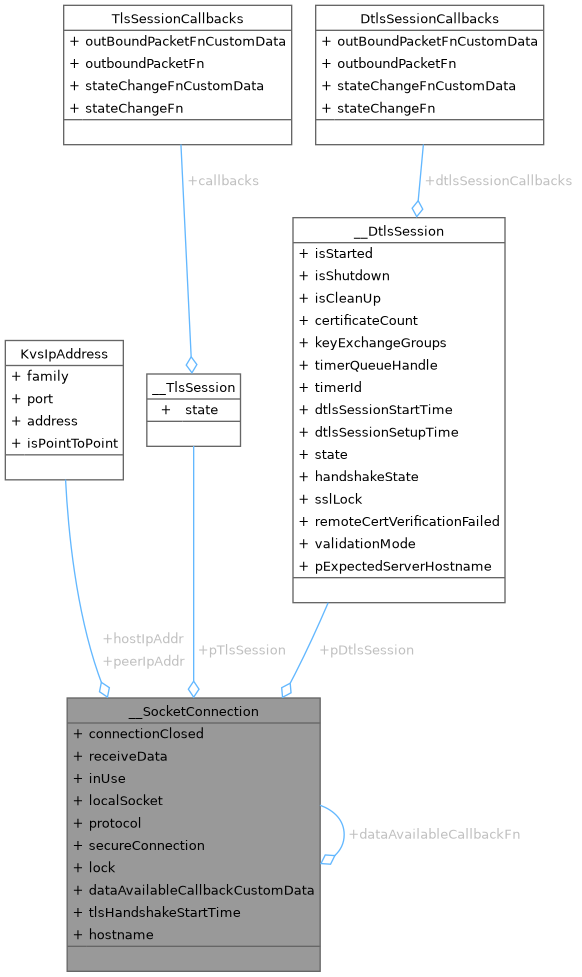 TlsSessionCallbacks
+ outBoundPacketFnCustomData
+ outboundPacketFn
+ stateChangeFnCustomData
+ stateChangeFn
DtlsSessionCallbacks
+ outBoundPacketFnCustomData
+ outboundPacketFn
+ stateChangeFnCustomData
+ stateChangeFn
+callbacks
+dtlsSessionCallbacks
__DtlsSession
+ isStarted
+ isShutdown
+ isCleanUp
+ certificateCount
+ keyExchangeGroups
+ timerQueueHandle
+ timerId
+ dtlsSessionStartTime
+ dtlsSessionSetupTime
+ state
+ handshakeState
+ sslLock
+ remoteCertVerificationFailed
+ validationMode
+ pExpectedServerHostname
KvsIpAddress
+ family
+ port
+ address
+ isPointToPoint
__TlsSession
+ state
+hostIpAddr
+peerIpAddr
+pTlsSession
+pDtlsSession
__SocketConnection
+ connectionClosed
+ receiveData
+ inUse
+ localSocket
+ protocol
+ secureConnection
+ lock
+ dataAvailableCallbackCustomData
+ tlsHandshakeStartTime
+ hostname
+dataAvailableCallbackFn